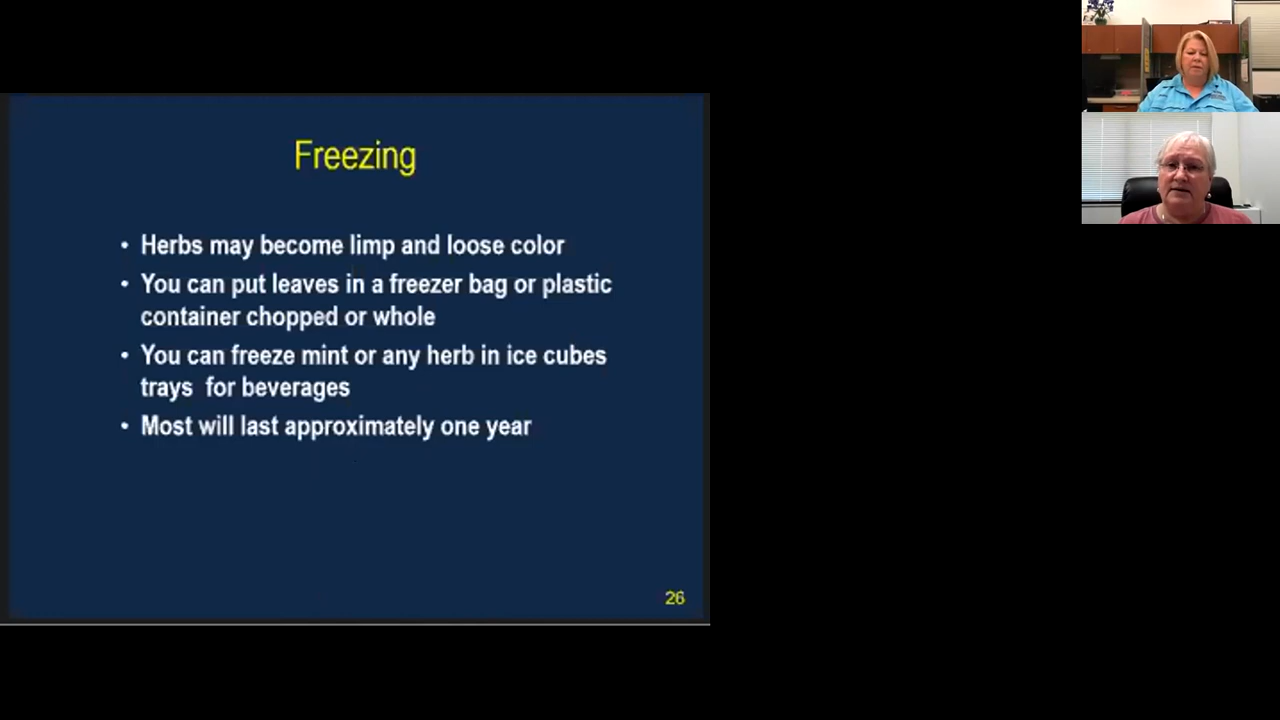 Freezing
• Herbs may become limp and loose color
• You can put leaves in a freezer bag or plastic
container chopped or whole
• You can freeze mint or any herb in ice cubes
trays for beverages
• Most will last approximately one year
26